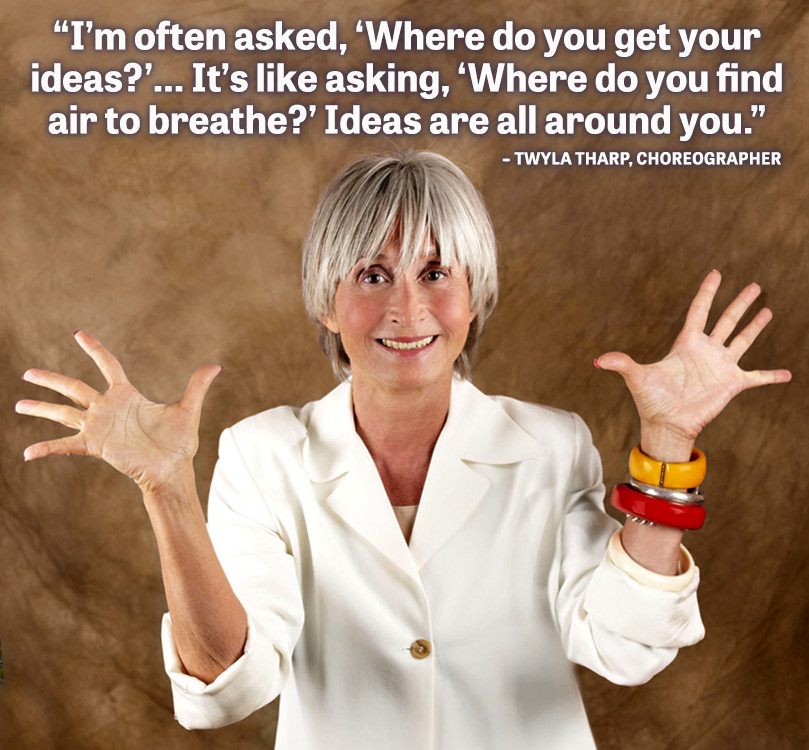 “I’m often asked, ‘Where do you get your
ideas?’... It’s like asking, ‘Where do you find
air to breathe?’ Ideas are all around you.”
– TWYLA THARP, CHOREOGRAPHER